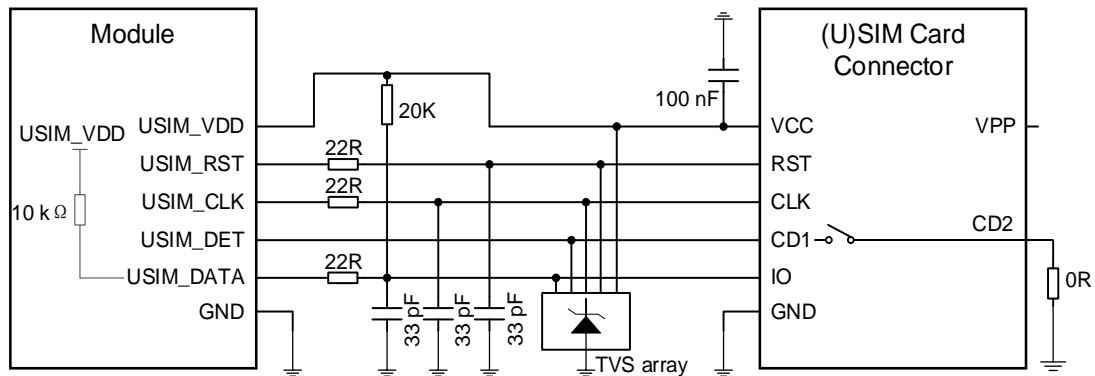 Module
(U)SIM Card
Connector
100 nF
20K
USIM_VDD
USIM_VDD
VCC
VPP
22R
USIM_RST
RST
22R
USIM_CLK
CLK
10 k Ω
USIM_DET
CD1
CD2
22R
USIM_DATA
IO
0R
GND
33 pF
33 pF
33 pF
GND
TVS array